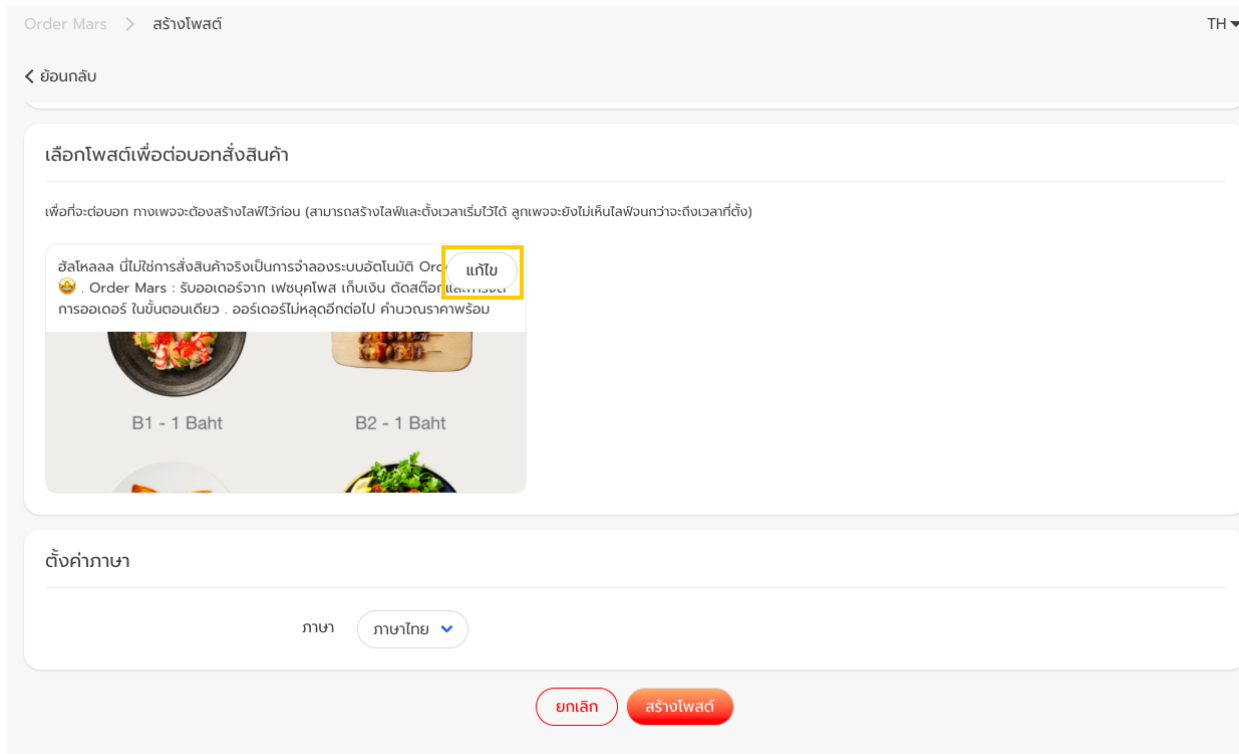 Order Mars > สร้างโพสต์
TH
ย้อนกลับ
เลือกโพสต์เพื่อต่อบอทสั่งสินค้า
เพื่อที่จะต่อบอท ทางเพจจะต้องสร้างไลฟ์ไว้ก่อน (สามารถสร้างไลฟ์และตั้งเวลาเริ่มไว้ได้ ลูกเพจจะยังไม่เห็นไลฟ์จนกว่าจะถึงเวลาที่ตั้ง)
ฮัลโหลลล นี่ไม่ใช่การสั่งสินค้าจริงเป็นการจำลองระบบอัตโนมัติ
แก้ไข
🤩 . Order Mars : รับออเดอร์จาก เฟซบุคโพส เก็บเงิน ตัดสต๊อก
การออเดอร์ ในขั้นตอนเดียว . ออร์เดอร์ไม่หลุดอีกต่อไป คำนวณราคาพร้อม
B1 - 1 Baht B2 - 1 Baht
ตั้งค่าภาษา
ภาษา ภาษาไทย
ยกเลิก สร้างโพสต์